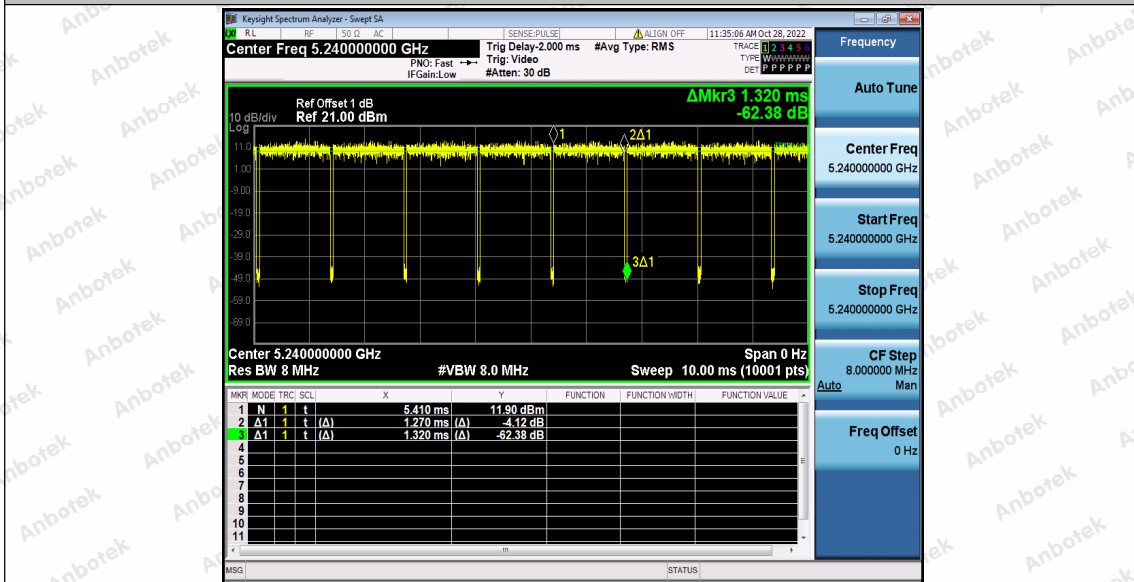 Keysight Spectrum Analyzer - Swept SA
LXI RL RF 50 Ω AC SENSE:PULSE ALIGN OFF 11:35:06 AM Oct 28, 2022
Center Freq 5.240000000 GHz
PNO: Fast
IFGain:Low
Trig Delay-2.000 ms
Trig: Video
#Atten: 30 dB
#Avg Type: RMS
TRACE 1 2 3 4 5 6
TYPE WWWWWW
DET P P P P P P
Ref Offset 1 dB
10 dB/div Ref 21.00 dBm
Log
ΔMkr3 1.320 ms
-62.38 dB
11.0
1.00
-9.00
-19.0
-29.0
-39.0
-49.0
-59.0
-69.0
1
2Δ1
3Δ1
Center 5.240000000 GHz Span 0 Hz
Res BW 8 MHz #VBW 8.0 MHz Sweep 10.00 ms (10001 pts)
MKR MODE TRC SCL X Y FUNCTION FUNCTION WIDTH FUNCTION VALUE
1 N 1 t 5.410 ms 11.90 dBm
2 Δ1 1 t (Δ) 1.270 ms (Δ) -4.12 dB
3 Δ1 1 t (Δ) 1.320 ms (Δ) -62.38 dB
4
5
6
7
8
9
10
11
MSG STATUS
Frequency
Auto Tune
Center Freq
5.240000000 GHz
Start Freq
5.240000000 GHz
Stop Freq
5.240000000 GHz
CF Step
8.000000 MHz
Auto Man
Freq Offset
0 Hz
Anbotek